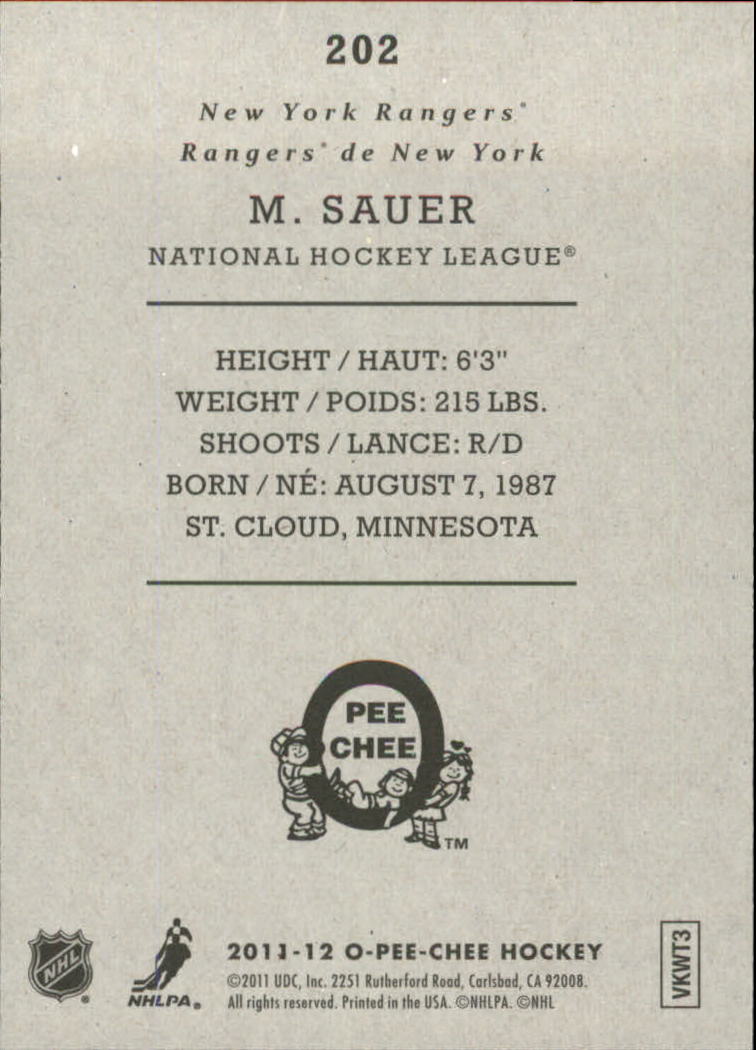 202
New York Rangers®
Rangers® de New York
M. SAUER
NATIONAL HOCKEY LEAGUE®
HEIGHT / HAUT: 6'3"
WEIGHT / POIDS: 215 LBS.
SHOOTS / LANCE: R/D
BORN / NÉ: AUGUST 7, 1987
ST. CLOUD, MINNESOTA
O
PEE
CHEE
TM
NHL ®
NHLPA®
2011-12 O-PEE-CHEE HOCKEY
©2011 UDC, Inc. 2251 Rutherford Road, Carlsbad, CA 92008.
All rights reserved. Printed in the USA. ©NHLPA. ©NHL
VKWT3